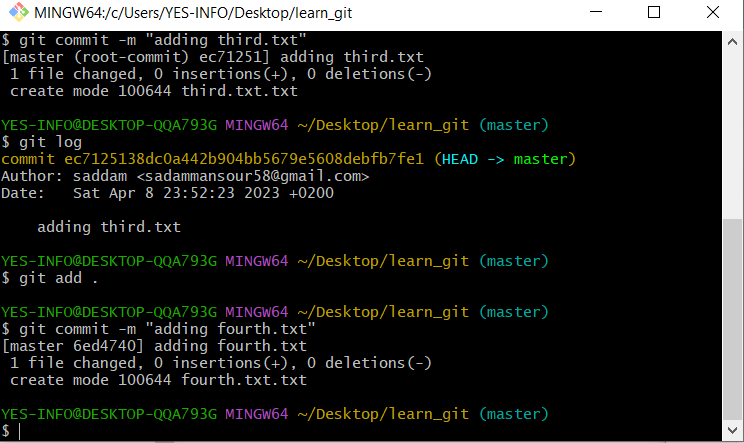 MINGW64:/c/Users/YES-INFO/Desktop/learn_git
$ git commit -m "adding third.txt"
[master (root-commit) ec71251] adding third.txt
 1 file changed, 0 insertions(+), 0 deletions(-)
 create mode 100644 third.txt.txt
YES-INFO@DESKTOP-QQA793G MINGW64 ~/Desktop/learn_git (master)
$ git log
commit ec7125138dc0a442b904bb5679e5608debfb7fe1 (HEAD -> master)
Author: saddam <sadammansour58@gmail.com>
Date:   Sat Apr 8 23:52:23 2023 +0200
    adding third.txt
YES-INFO@DESKTOP-QQA793G MINGW64 ~/Desktop/learn_git (master)
$ git add .
YES-INFO@DESKTOP-QQA793G MINGW64 ~/Desktop/learn_git (master)
$ git commit -m "adding fourth.txt"
[master 6ed4740] adding fourth.txt
 1 file changed, 0 insertions(+), 0 deletions(-)
 create mode 100644 fourth.txt.txt
YES-INFO@DESKTOP-QQA793G MINGW64 ~/Desktop/learn_git (master)
$